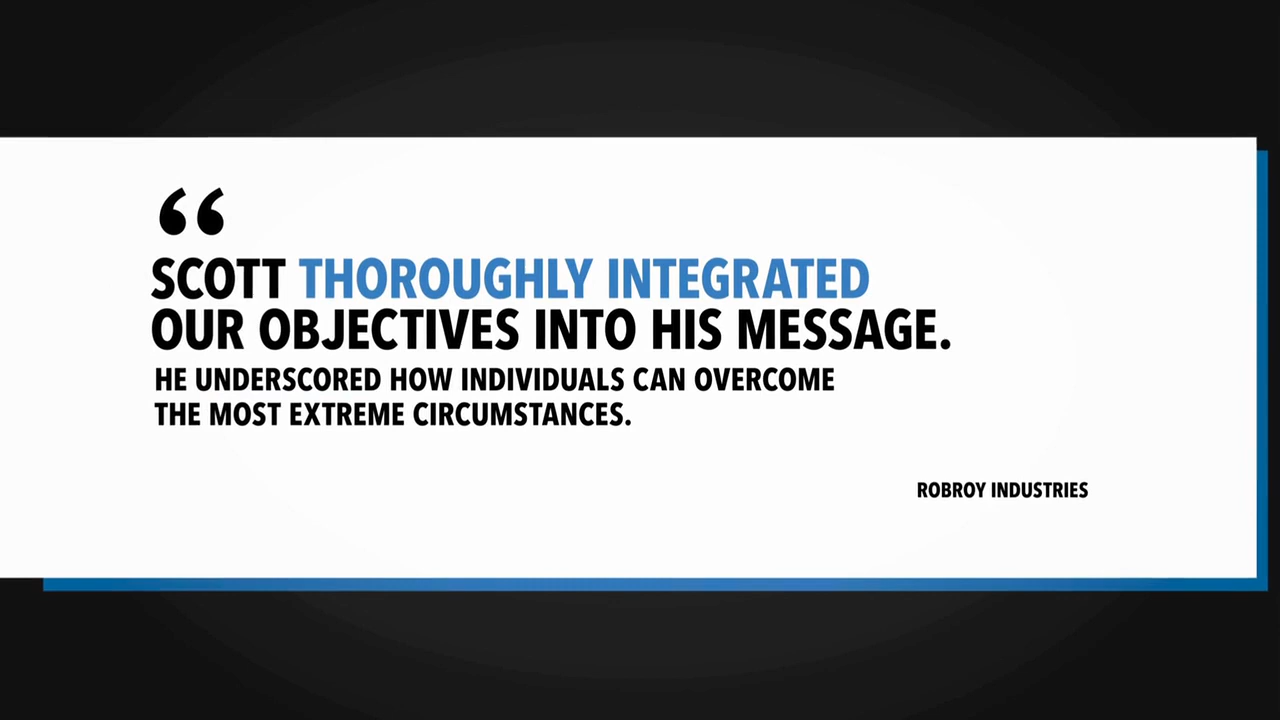 “
SCOTT THOROUGHLY INTEGRATED
OUR OBJECTIVES INTO HIS MESSAGE.
HE UNDERSCORED HOW INDIVIDUALS CAN OVERCOME
THE MOST EXTREME CIRCUMSTANCES.
ROBROY INDUSTRIES